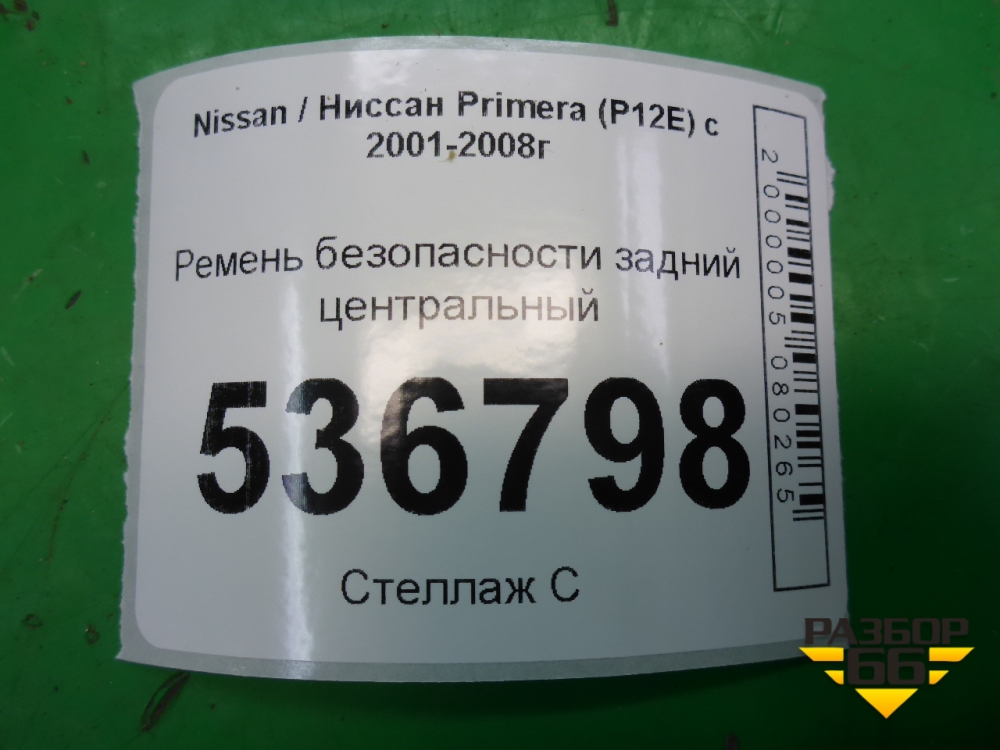 Nissan / Ниссан Primera (P12E) с
2001-2008г
Ремень безопасности задний
центральный
536798
Стеллаж С
2000005080265
РАЗБОР
66